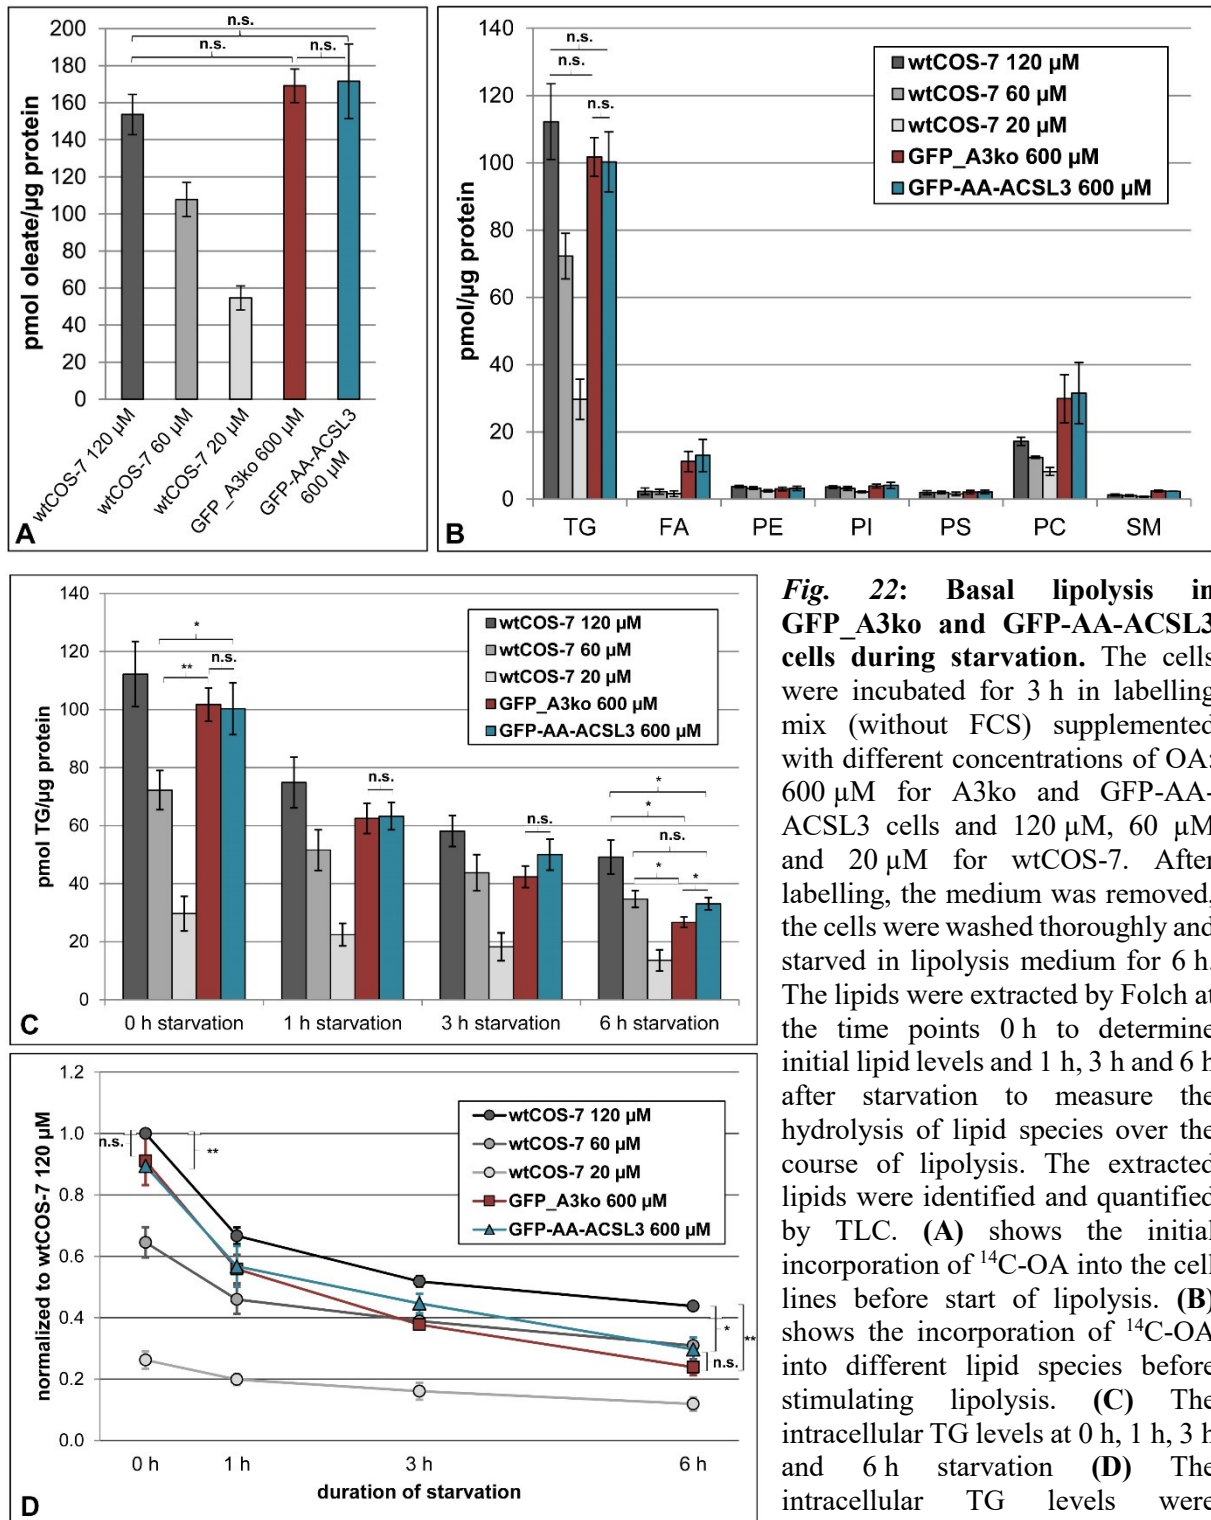 200
180
160
140
120
100
80
60
40
20
0
pmol oleate/µg protein
n.s.
n.s.
n.s.
wtCOS-7 120 µM
wtCOS-7 60 µM
wtCOS-7 20 µM
GFP_A3ko 600 µM
GFP-AA-ACSL3
600 µM
A
140
120
100
80
60
40
20
0
pmol/µg protein
n.s.
n.s.
n.s.
wtCOS-7 120 µM
wtCOS-7 60 µM
wtCOS-7 20 µM
GFP_A3ko 600 µM
GFP-AA-ACSL3 600 µM
TG FA PE PI PS PC SM
B
140
120
100
80
60
40
20
0
pmol TG/µg protein
*
n.s.
**
n.s.
n.s.
*
*
n.s.
*
*
wtCOS-7 120 µM
wtCOS-7 60 µM
wtCOS-7 20 µM
GFP_A3ko 600 µM
GFP-AA-ACSL3 600 µM
0 h starvation 1 h starvation 3 h starvation 6 h starvation
C
1.2
1.0
0.8
0.6
0.4
0.2
0.0
normalized to wtCOS-7 120 µM
n.s.
**
*
**
n.s.
wtCOS-7 120 µM
wtCOS-7 60 µM
wtCOS-7 20 µM
GFP_A3ko 600 µM
GFP-AA-ACSL3 600 µM
0 h 1 h 3 h 6 h
duration of starvation
D
Fig. 22: Basal lipolysis in
GFP_A3ko and GFP-AA-ACSL3
cells during starvation. The cells
were incubated for 3 h in labelling
mix (without FCS) supplemented
with different concentrations of OA:
600 µM for A3ko and GFP-AA-
ACSL3 cells and 120 µM, 60 µM
and 20 µM for wtCOS-7. After
labelling, the medium was removed,
the cells were washed thoroughly and
starved in lipolysis medium for 6 h.
The lipids were extracted by Folch at
the time points 0 h to determine
initial lipid levels and 1 h, 3 h and 6 h
after starvation to measure the
hydrolysis of lipid species over the
course of lipolysis. The extracted
lipids were identified and quantified
by TLC. (A) shows the initial
incorporation of ¹⁴C-OA into the cell
lines before start of lipolysis. (B)
shows the incorporation of ¹⁴C-OA
into different lipid species before
stimulating lipolysis. (C) The
intracellular TG levels at 0 h, 1 h, 3 h
and 6 h starvation (D) The
intracellular TG levels were